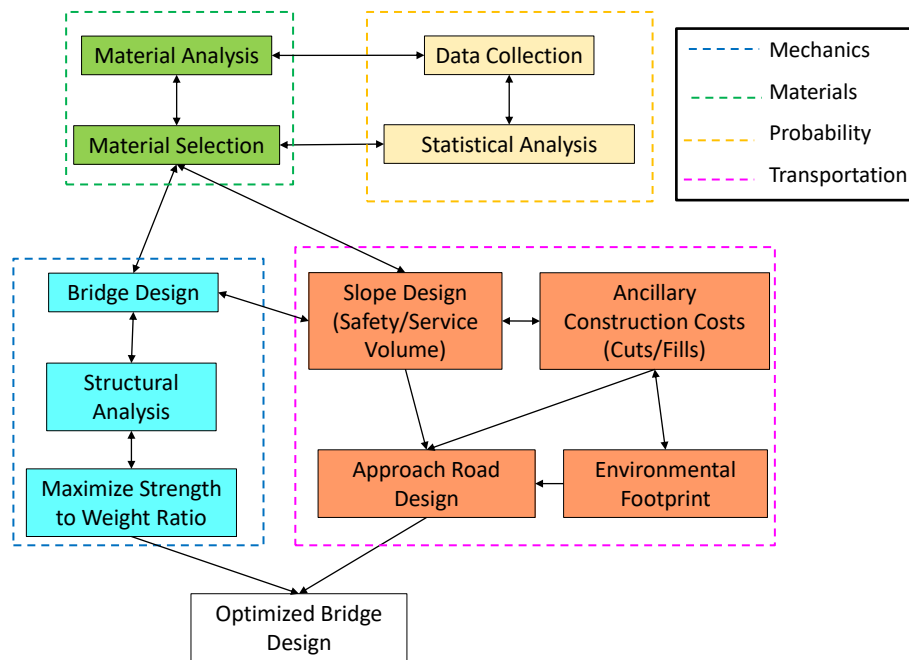 Material Analysis
Data Collection
Material Selection
Statistical Analysis
Mechanics
Materials
Probability
Transportation
Bridge Design
Structural
Analysis
Maximize Strength
to Weight Ratio
Slope Design
(Safety/Service
Volume)
Ancillary
Construction Costs
(Cuts/Fills)
Approach Road
Design
Environmental
Footprint
Optimized Bridge
Design